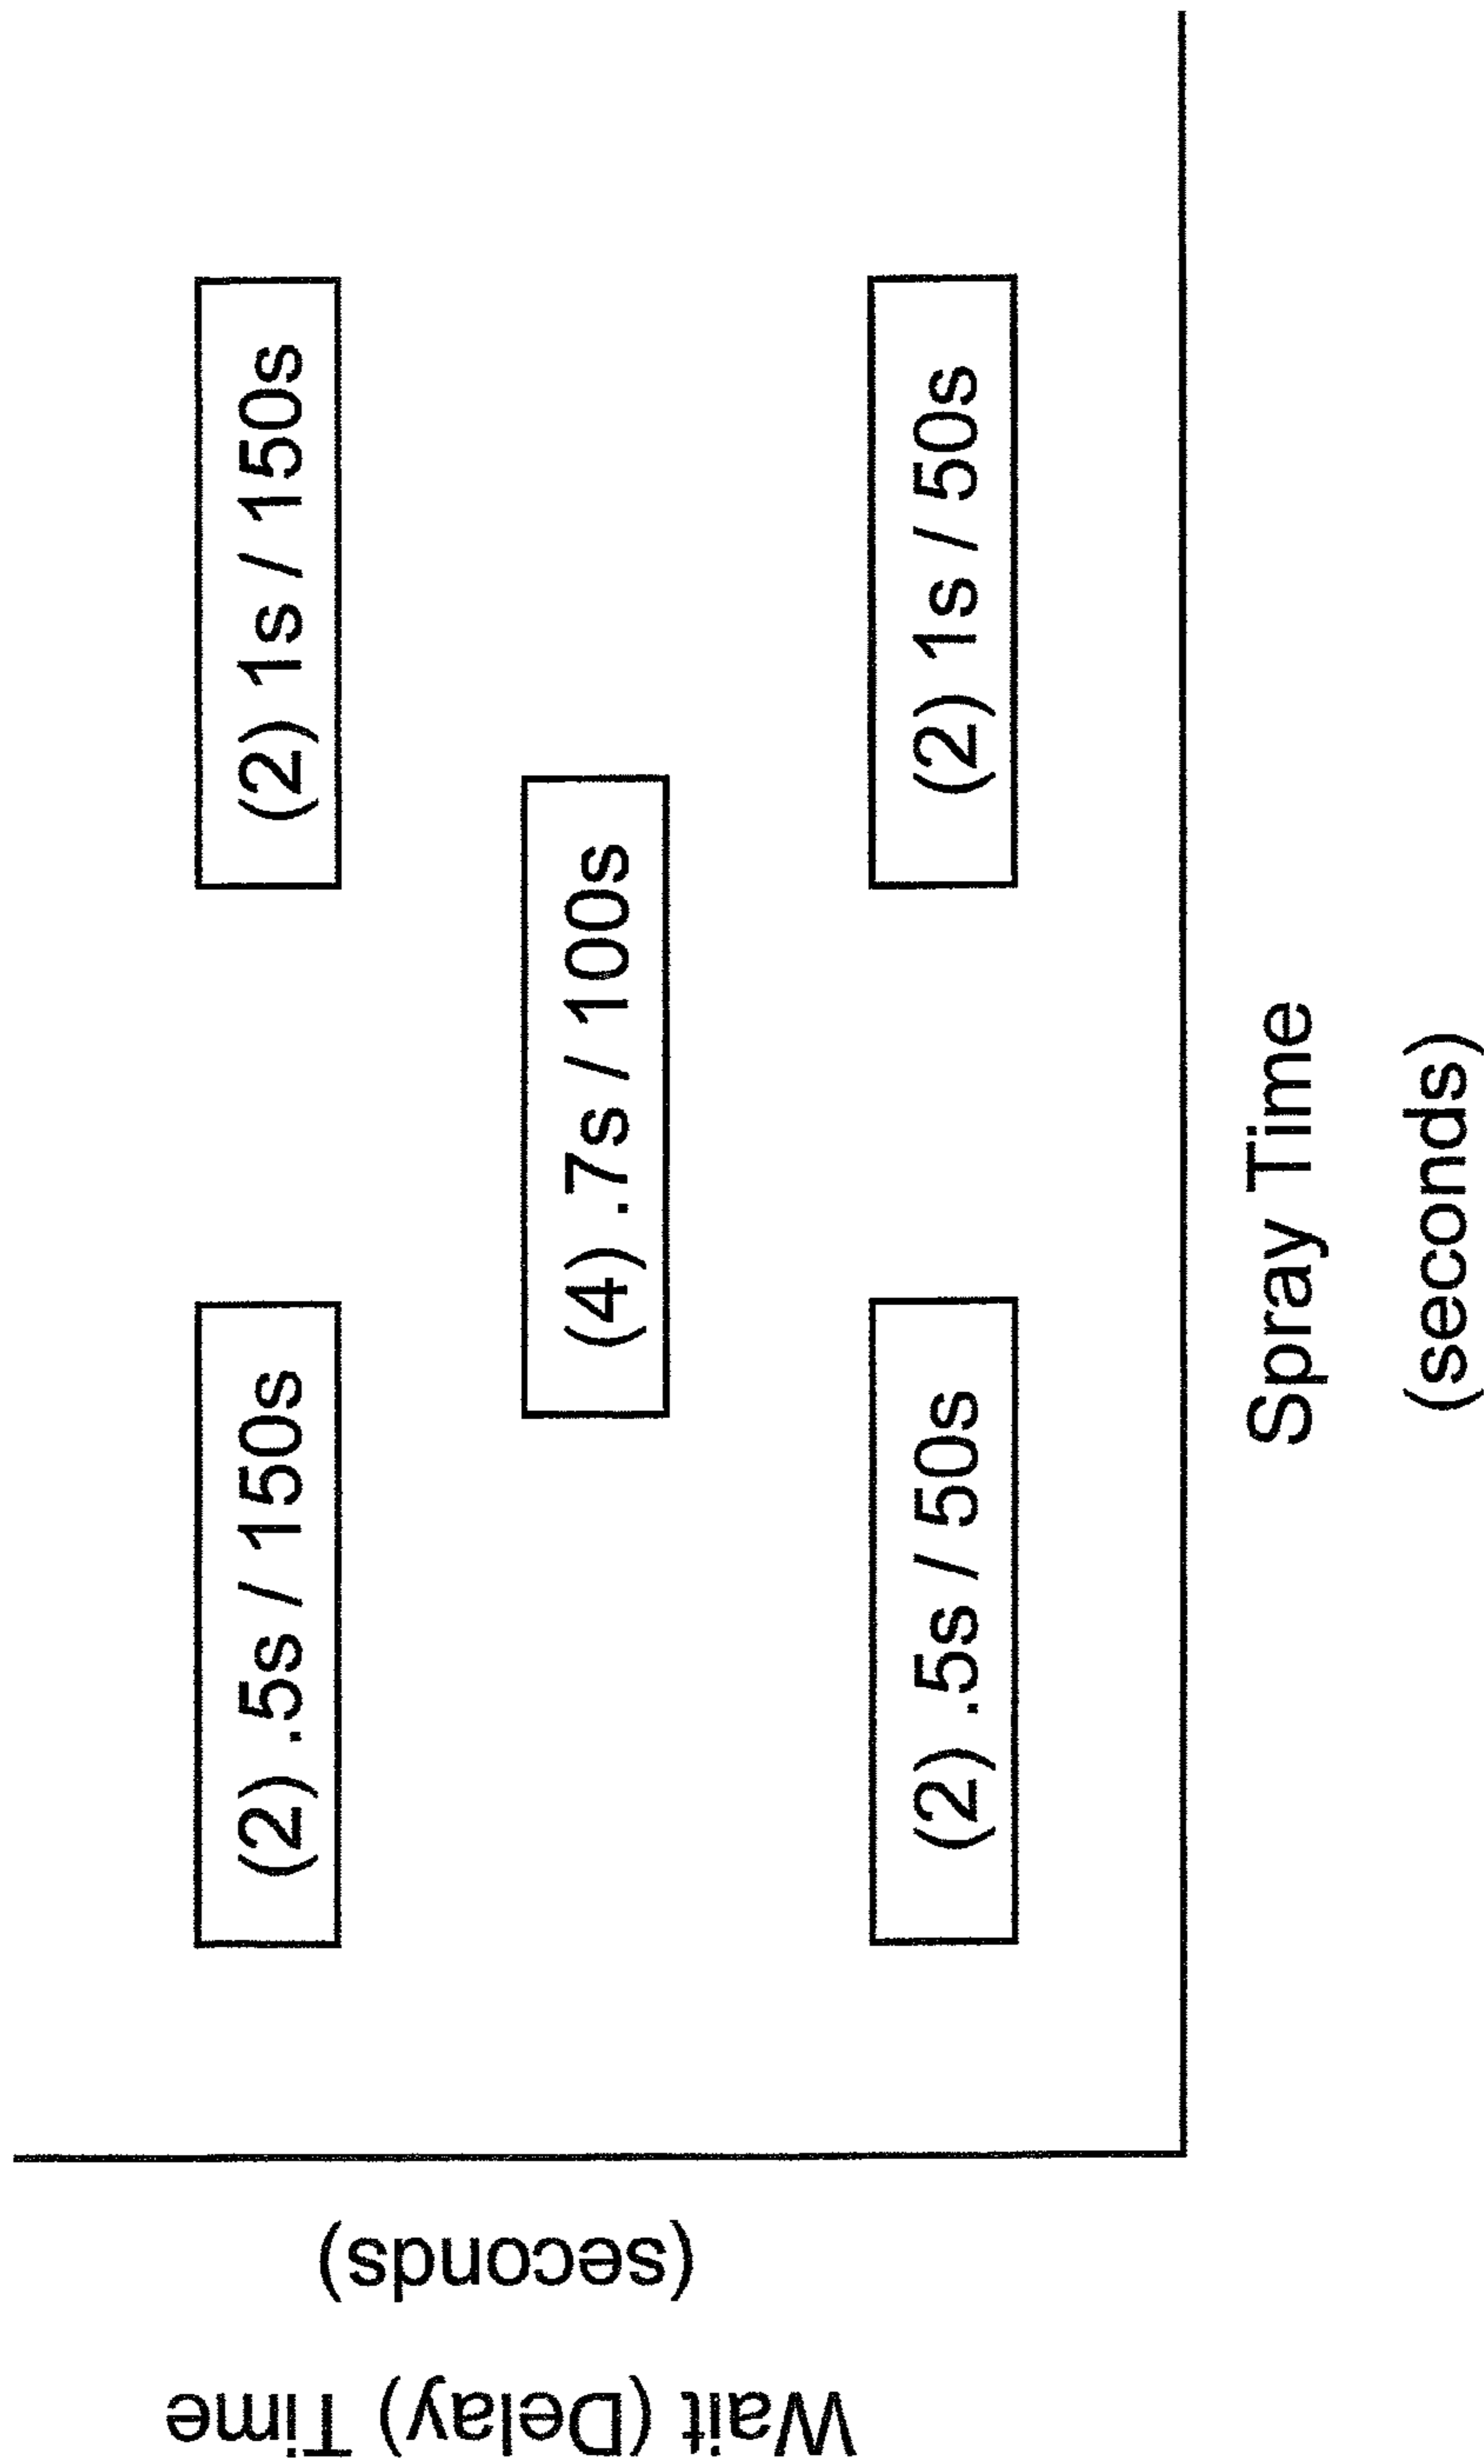 Wait (Delay) Time
(seconds)
(2) .5s / 150s
(2) 1s / 150s
(4) .7s / 100s
(2) .5s / 50s
(2) 1s / 50s
Spray Time
(seconds)